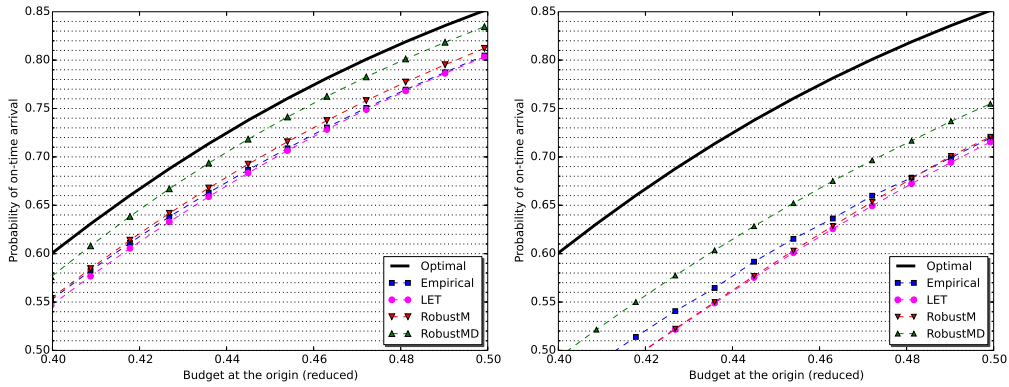 0.85
0.80
0.75
0.70
0.65
0.60
0.55
0.50
Probability of on-time arrival
0.40 0.42 0.44 0.46 0.48 0.50
Budget at the origin (reduced)
Optimal
Empirical
LET
RobustM
RobustMD
0.85
0.80
0.75
0.70
0.65
0.60
0.55
0.50
Probability of on-time arrival
0.40 0.42 0.44 0.46 0.48 0.50
Budget at the origin (reduced)
Optimal
Empirical
LET
RobustM
RobustMD